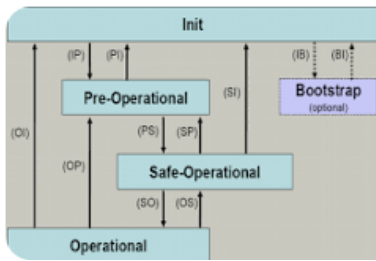 Init
(IP) (PI) (IB) (BI)
(SI)
Pre-Operational Bootstrap
(optional)
(OI) (PS) (SP)
(OP)
Safe-Operational
(SO) (OS)
Operational